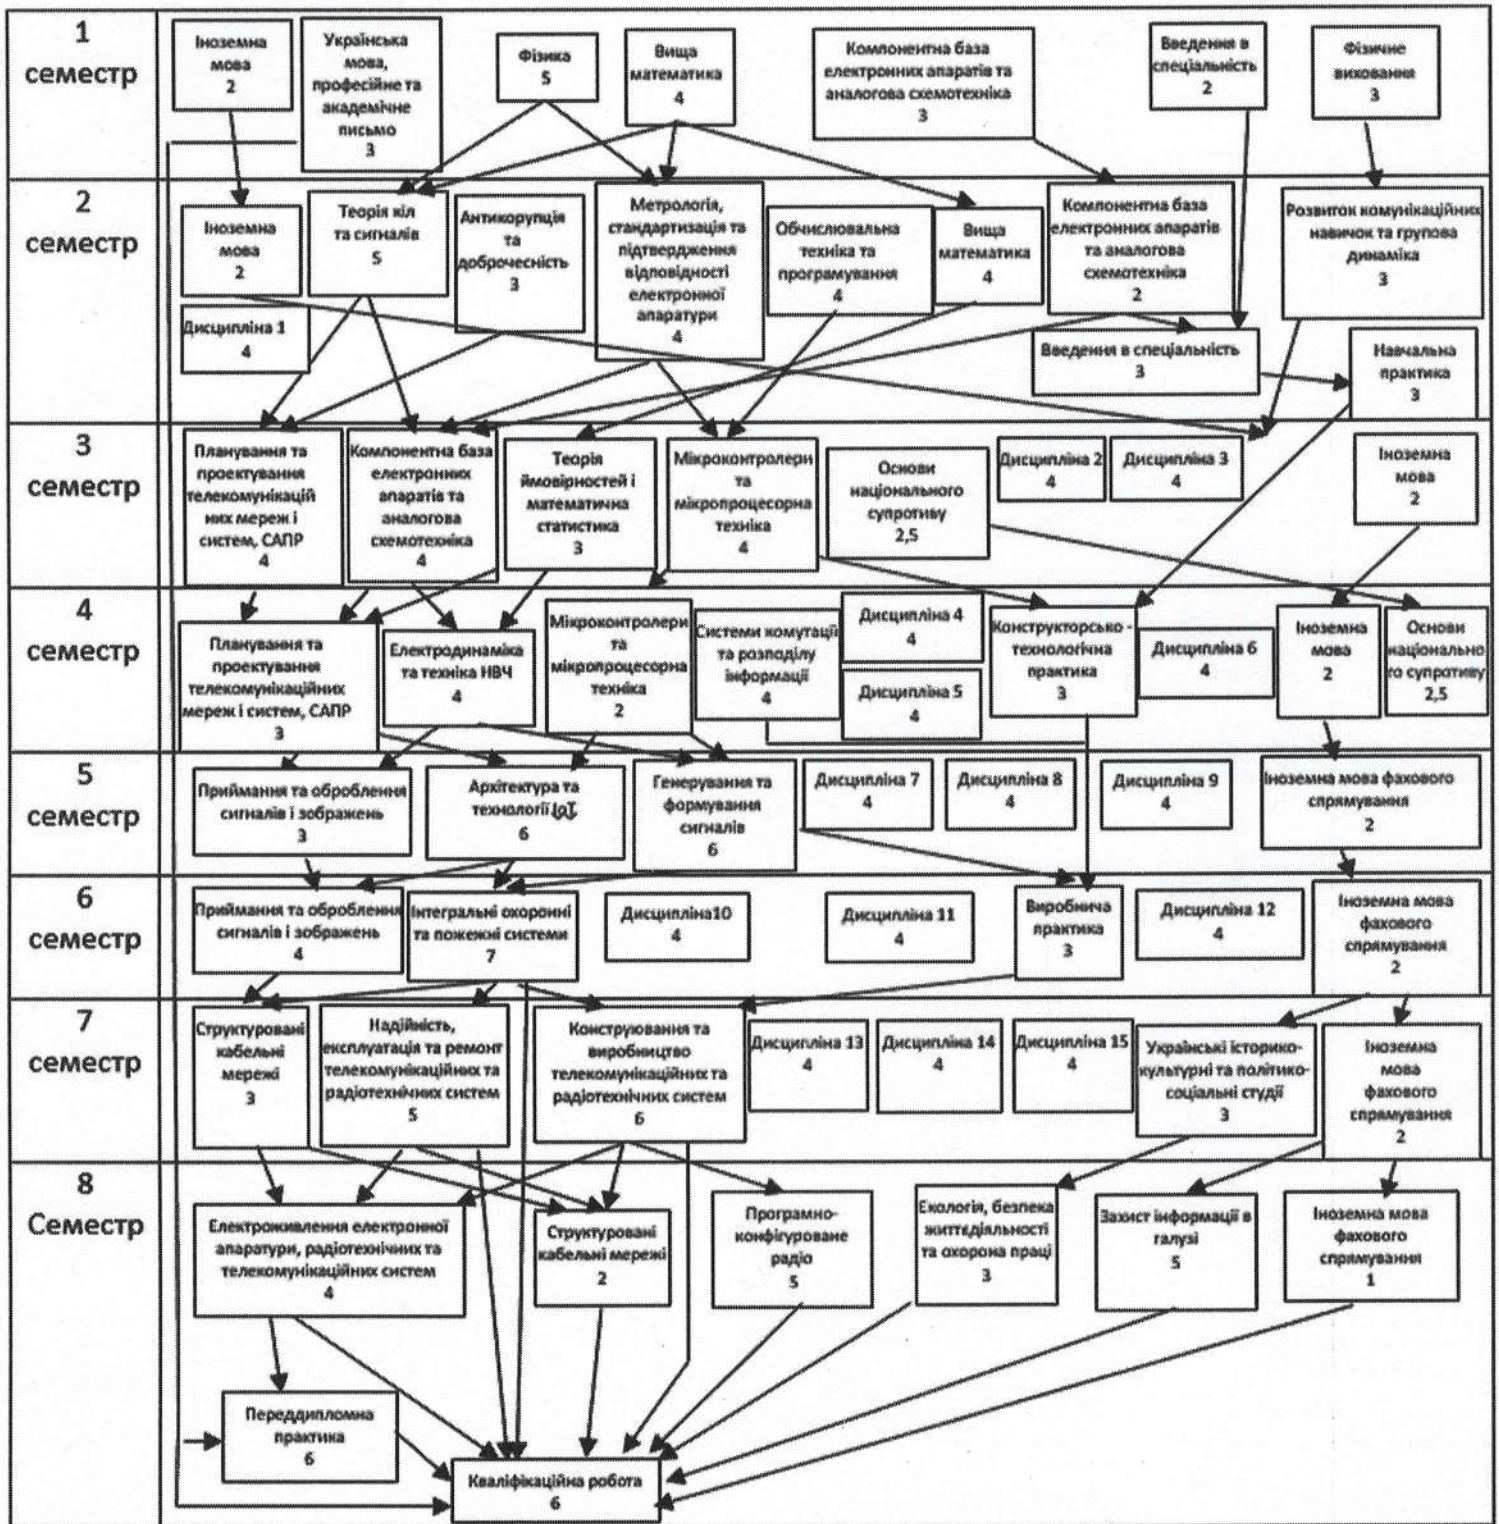 1
семестр
Іноземна
мова
2
Українська
мова,
професійне та
академічне
письмо
3
Фізика
5
Вища
математика
4
Компонентна база
електронних апаратів та
аналогова схемотехніка
3
Введення в
спеціальність
2
Фізичне
виховання
3
2
семестр
Іноземна
мова
2
Дисципліна 1
4
Теорія кіл
та сигналів
5
Антикорупція
та
доброчесність
3
Метрологія,
стандартизація та
підтвердження
відповідності
електронної
апаратури
4
Обчислювальна
техніка та
програмування
4
Вища
математика
4
Компонентна база
електронних апаратів
та аналогова
схемотехніка
2
Введення в спеціальність
3
Розвиток комунікаційних
навичок та групова
динаміка
3
Навчальна
практика
3
3
семестр
Планування та
проектування
телекомунікацій
них мереж і
систем, САПР
4
Компонентна база
електронних
апаратів та
аналогова
схемотехніка
4
Теорія
ймовірностей і
математична
статистика
3
Мікроконтролери
та
мікропроцесорна
техніка
4
Основи
національного
супротиву
2,5
Дисципліна 2
4
Дисципліна 3
4
Іноземна
мова
2
4
семестр
Планування та
проектування
телекомунікаційних
мереж і систем, САПР
3
Електродинаміка
та техніка НВЧ
4
Мікроконтролери
та
мікропроцесорна
техніка
2
Системи комутації
та розподілу
інформації
4
Дисципліна 4
4
Дисципліна 5
4
Конструкторсько -
технологічна
практика
3
Дисципліна 6
4
Іноземна
мова
2
Основи
національно
го супротиву
2,5
5
семестр
Приймання та оброблення
сигналів і зображень
3
Архітектура та
технології IoT
6
Генерування та
формування
сигналів
6
Дисципліна 7
4
Дисципліна 8
4
Дисципліна 9
4
Іноземна мова фахового
спрямування
2
6
семестр
Приймання та оброблення
сигналів і зображень
4
Інтегральні охоронні
та пожежні системи
7
Дисципліна10
4
Дисципліна 11
4
Виробнича
практика
3
Дисципліна 12
4
Іноземна мова
фахового
спрямування
2
7
семестр
Структуровані
кабельні
мережі
3
Надійність,
експлуатація та ремонт
телекомунікаційних та
радіотехнічних систем
5
Конструювання та
виробництво
телекомунікаційних та
радіотехнічних систем
6
Дисципліна 13
4
Дисципліна 14
4
Дисципліна 15
4
Українські історико-
культурні та політико-
соціальні студії
3
Іноземна
мова
фахового
спрямування
2
8
Семестр
Електроживлення електронної
апаратури, радіотехнічних та
телекомунікаційних систем
4
Структуровані
кабельні мережі
2
Програмно-
конфігуроване
радіо
5
Екологія, безпека
життєдіяльності
та охорона праці
3
Захист інформації в
галузі
5
Іноземна мова
фахового
спрямування
1
Переддипломна
практика
6
Кваліфікаційна робота
6